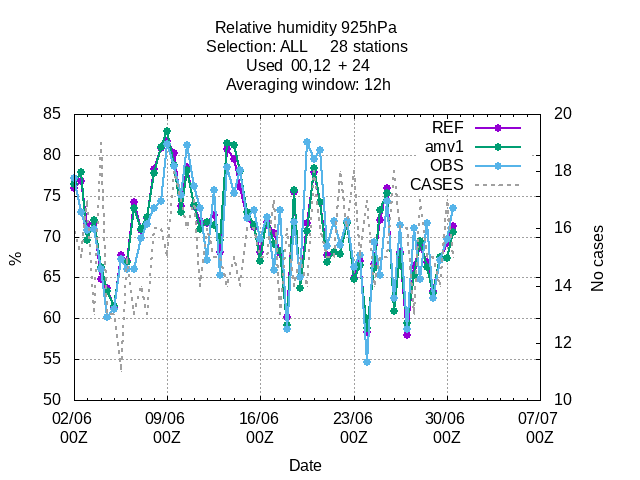 Relative humidity 925hPa
Selection: ALL 28 stations
Used 00,12 + 24
Averaging window: 12h
85
80
75
70
65
60
55
50
%
20
18
16
14
12
10
No cases
REF
amv1
OBS
CASES
02/06 09/06 16/06 23/06 30/06 07/07
00Z 00Z 00Z 00Z 00Z 00Z
Date